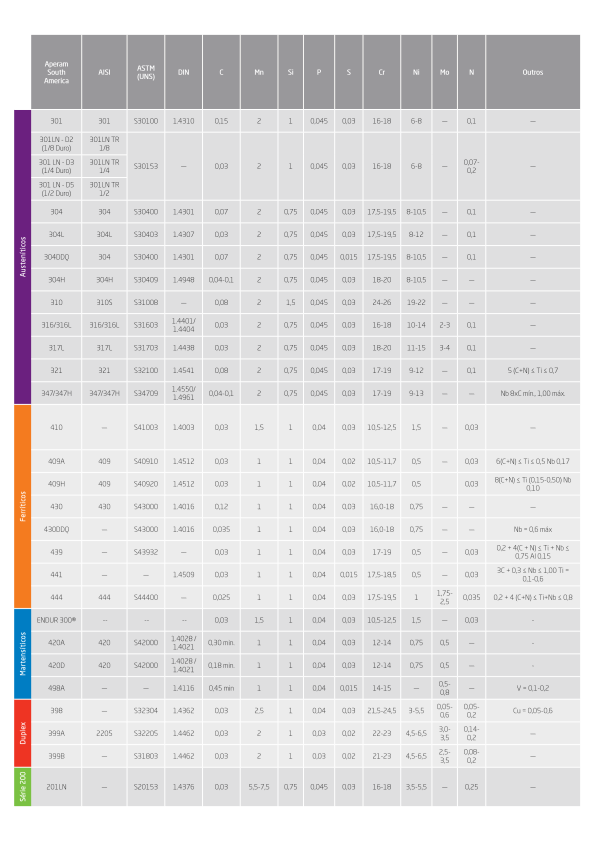 Aperam South America AISI ASTM (UNS) DIN C Mn Si P S Cr Ni Mo N Outros
Austeníticos
301 301 S30100 1.4310 0,15 2 1 0,045 0,03 16-18 6-8 — 0,1 —
301LN - D2 (1/8 Duro) 301LN TR 1/8
301 LN - D3 (1/4 Duro) 301LN TR 1/4 S30153 — 0,03 2 1 0,045 0,03 16-18 6-8 — 0,07-0,2 —
301 LN - D5 (1/2 Duro) 301LN TR 1/2
304 304 S30400 1.4301 0,07 2 0,75 0,045 0,03 17,5-19,5 8-10,5 — 0,1 —
304L 304L S30403 1.4307 0,03 2 0,75 0,045 0,03 17,5-19,5 8-12 — 0,1 —
304DDQ 304 S30400 1.4301 0,07 2 0,75 0,045 0,015 17,5-19,5 8-10,5 — 0,1 —
304H 304H S30409 1.4948 0,04-0,1 2 0,75 0,045 0,03 18-20 8-10,5 — — —
310 310S S31008 — 0,08 2 1,5 0,045 0,03 24-26 19-22 — — —
316/316L 316/316L S31603 1.4401/ 1.4404 0,03 2 0,75 0,045 0,03 16-18 10-14 2-3 0,1 —
317L 317L S31703 1.4438 0,03 2 0,75 0,045 0,03 18-20 11-15 3-4 0,1 —
321 321 S32100 1.4541 0,08 2 0,75 0,045 0,03 17-19 9-12 — 0,1 5 (C+N) ≤ Ti ≤ 0,7
347/347H 347/347H S34709 1.4550/ 1.4961 0,04-0,1 2 0,75 0,045 0,03 17-19 9-13 — — Nb 8xC mín., 1,00 máx.
Ferríticos
410 — S41003 1.4003 0,03 1,5 1 0,04 0,03 10,5-12,5 1,5 — 0,03 —
409A 409 S40910 1.4512 0,03 1 1 0,04 0,02 10,5-11,7 0,5 — 0,03 6(C+N) ≤ Ti ≤ 0,5 Nb 0,17
409H 409 S40920 1.4512 0,03 1 1 0,04 0,02 10,5-11,7 0,5 0,03 8(C+N) ≤ Ti (0,15-0,50) Nb 0,10
430 430 S43000 1.4016 0,12 1 1 0,04 0,03 16,0-18 0,75 — — —
430DDQ — S43000 1.4016 0,035 1 1 0,04 0,03 16,0-18 0,75 — — Nb = 0,6 máx
439 — S43932 — 0,03 1 1 0,04 0,03 17-19 0,5 — 0,03 0,2 + 4(C + N) ≤ Ti + Nb ≤ 0,75 Al 0,15
441 — — 1.4509 0,03 1 1 0,04 0,015 17,5-18,5 0,5 — 0,03 3C + 0,3 ≤ Nb ≤ 1,00 Ti = 0,1-0,6
444 444 S44400 — 0,025 1 1 0,04 0,03 17,5-19,5 1 1,75-2,5 0,035 0,2 + 4 (C+N) ≤ Ti+Nb ≤ 0,8
Martensíticos
ENDUR 300® — — -- 0,03 1,5 1 0,04 0,03 10,5-12,5 1,5 — 0,03 -
420A 420 S42000 1.4028 / 1.4021 0,30 min. 1 1 0,04 0,03 12-14 0,75 0,5 — -
420D 420 S42000 1.4028 / 1.4021 0,18 min. 1 1 0,04 0,03 12-14 0,75 0,5 — -
498A — — 1.4116 0,45 min 1 1 0,04 0,015 14-15 — 0,5-0,8 — V = 0,1-0,2
Duplex
39B — S32304 1.4362 0,03 2,5 1 0,04 0,03 21,5-24,5 3-5,5 0,05-0,6 0,05-0,2 Cu = 0,05-0,6
399A 2205 S32205 1.4462 0,03 2 1 0,03 0,02 22-23 4,5-6,5 3,0-3,5 0,14-0,2 —
399B — S31803 1.4462 0,03 2 1 0,03 0,02 21-23 4,5-6,5 2,5-3,5 0,08-0,2 —
Série 200
201LN — S20153 1.4376 0,03 5,5-7,5 0,75 0,045 0,03 16-18 3,5-5,5 — 0,25 —